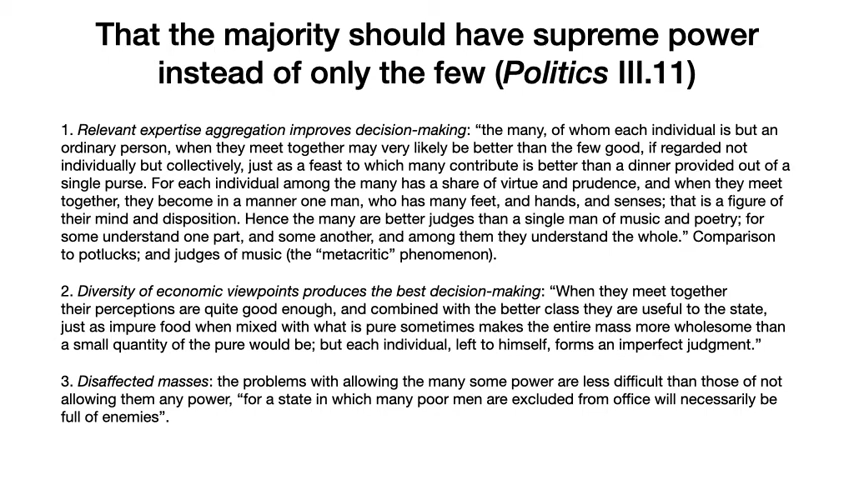 That the majority should have supreme power
instead of only the few (Politics III.11)
1. Relevant expertise aggregation improves decision-making: “the many, of whom each individual is but an
ordinary person, when they meet together may very likely be better than the few good, if regarded not
individually but collectively, just as a feast to which many contribute is better than a dinner provided out of a
single purse. For each individual among the many has a share of virtue and prudence, and when they meet
together, they become in a manner one man, who has many feet, and hands, and senses; that is a figure of
their mind and disposition. Hence the many are better judges than a single man of music and poetry; for
some understand one part, and some another, and among them they understand the whole.” Comparison
to potlucks; and judges of music (the “metacritic” phenomenon).
2. Diversity of economic viewpoints produces the best decision-making: “When they meet together
their perceptions are quite good enough, and combined with the better class they are useful to the state,
just as impure food when mixed with what is pure sometimes makes the entire mass more wholesome than
a small quantity of the pure would be; but each individual, left to himself, forms an imperfect judgment.”
3. Disaffected masses: the problems with allowing the many some power are less difficult than those of not
allowing them any power, “for a state in which many poor men are excluded from office will necessarily be
full of enemies”.